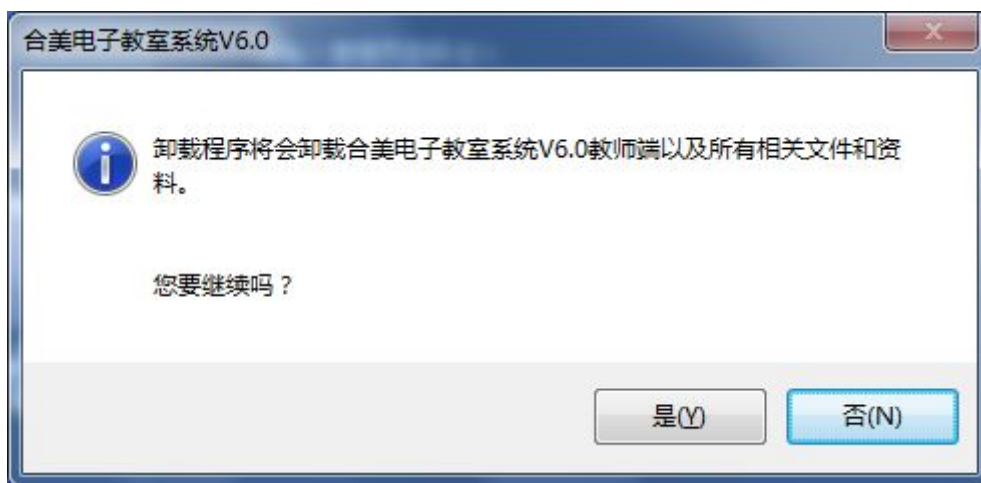 合美电子教室系统V6.0
卸载程序将会卸载合美电子教室系统V6.0教师端以及所有相关文件和资
料。
您要继续吗？
是(Y)
否(N)